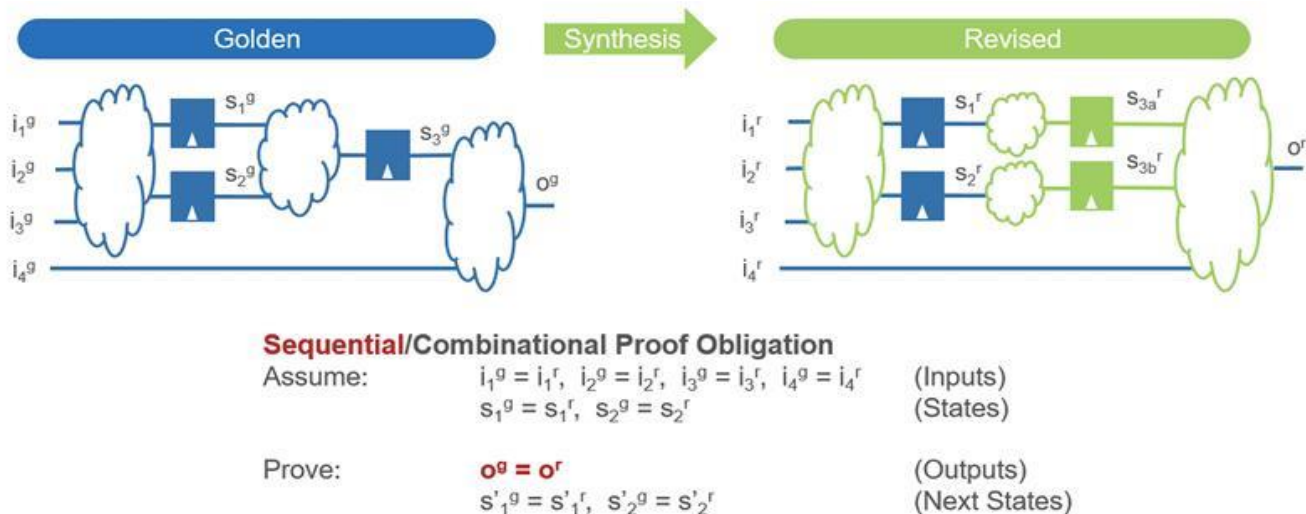 Golden Synthesis Revised
s₁ᵍ s₃ᵍ s₂ᵍ
i₁ᵍ
i₂ᵍ
i₃ᵍ
i₄ᵍ
oᵍ
s₁ʳ s₃ₐʳ
s₂ʳ s₃bʳ
i₁ʳ
i₂ʳ
i₃ʳ
i₄ʳ
oʳ
Sequential/Combinational Proof Obligation
Assume: i₁ᵍ = i₁ʳ, i₂ᵍ = i₂ʳ, i₃ᵍ = i₃ʳ, i₄ᵍ = i₄ʳ (Inputs)
s₁ᵍ = s₁ʳ, s₂ᵍ = s₂ʳ (States)
Prove: oᵍ = oʳ (Outputs)
s'₁ᵍ = s'₁ʳ, s'₂ᵍ = s'₂ʳ (Next States)